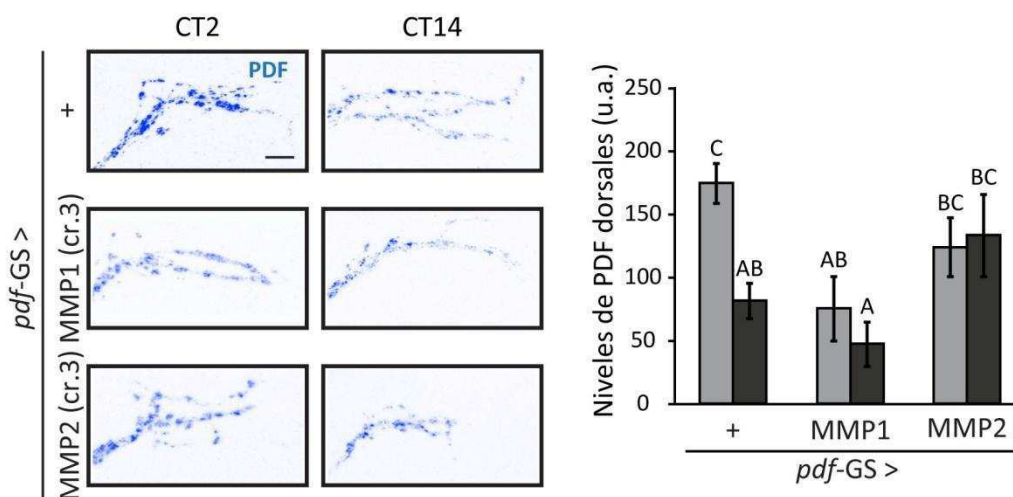 CT2
CT14
PDF
+
MMP1 (cr.3)
MMP2 (cr.3)
pdf-GS >
Niveles de PDF dorsales (u.a.)
250
200
150
100
50
0
C
AB
AB
A
BC
BC
+
MMP1
MMP2
pdf-GS >